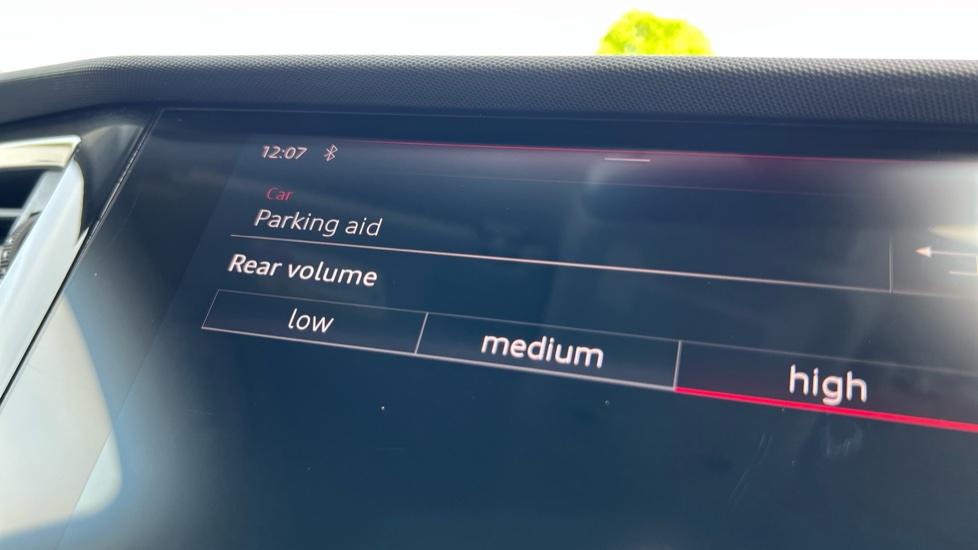 12:07
Car
Parking aid
Rear volume
low medium high